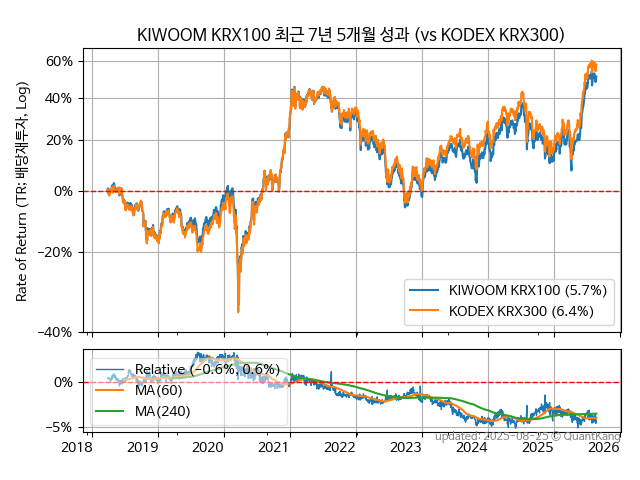 KIWOOM KRX100 최근 7년 5개월 성과 (vs KODEX KRX300)
Rate of Return (TR: 배당재투자, Log)
60%
40%
20%
0%
−20%
−40%
KIWOOM KRX100 (5.7%)
KODEX KRX300 (6.4%)
0%
−5%
Relative (−0.6%, 0.6%)
MA(60)
MA(240)
updated: 2025-08-25 © QuantKang
2018 2019 2020 2021 2022 2023 2024 2025 2026